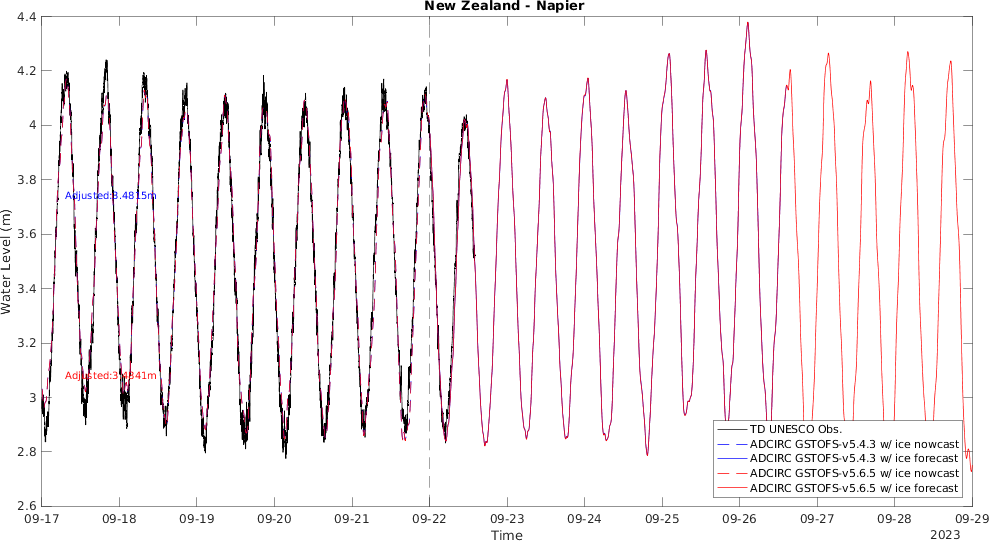 New Zealand - Napier
4.4
4.2
4
3.8
3.6
3.4
3.2
3
2.8
2.6
Water Level (m)
Adjusted:3.4815m
Adjusted:3.4341m
TD UNESCO Obs.
ADCIRC GSTOFS-v5.4.3 w/ ice nowcast
ADCIRC GSTOFS-v5.4.3 w/ ice forecast
ADCIRC GSTOFS-v5.6.5 w/ ice nowcast
ADCIRC GSTOFS-v5.6.5 w/ ice forecast
09-17 09-18 09-19 09-20 09-21 09-22 09-23 09-24 09-25 09-26 09-27 09-28 09-29
Time
2023